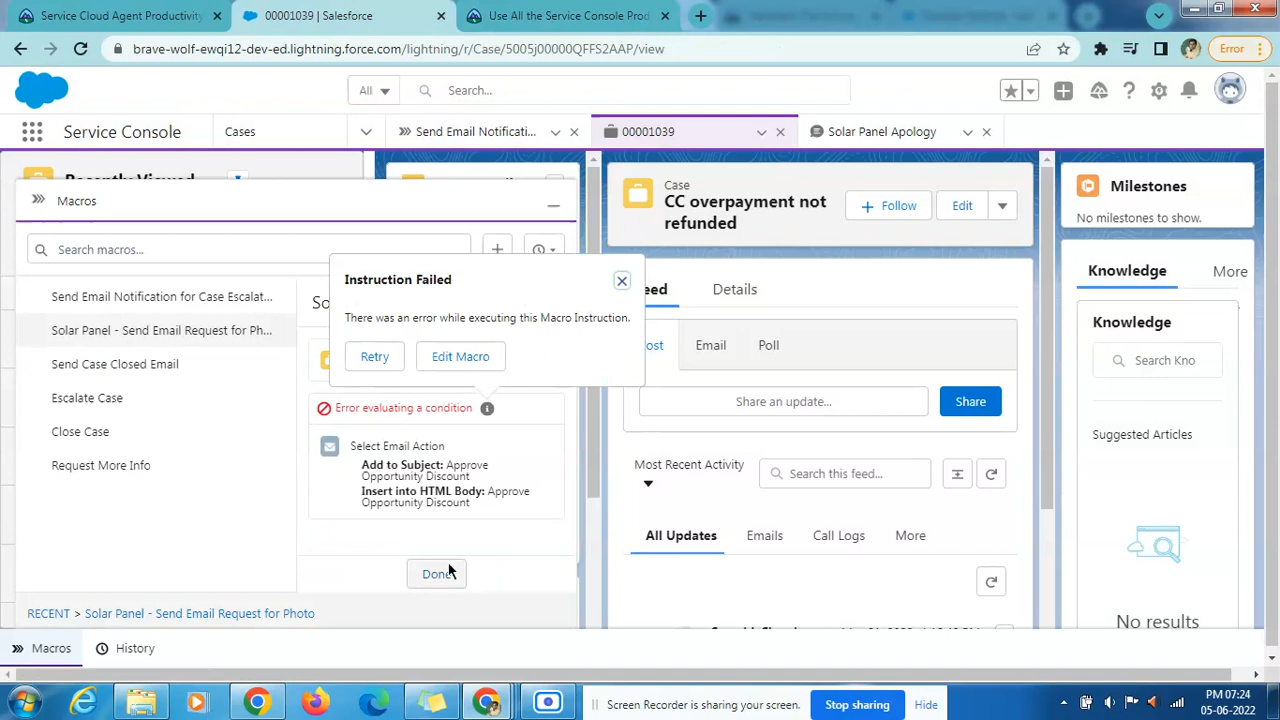 Service Cloud Agent Productivity
00001039 | Salesforce
Use All the Service Console Prod
brave-wolf-ewqi12-dev-ed.lightning.force.com/lightning/r/Case/5005j00000QFFS2AAP/view
Error
All
Search...
Service Console
Cases
Send Email Notificati...
00001039
Solar Panel Apology
Recently Viewed
Macros
Search macros...
Send Email Notification for Case Escalat...
Solar Panel - Send Email Request for Ph...
Send Case Closed Email
Escalate Case
Close Case
Request More Info
So
Instruction Failed
There was an error while executing this Macro Instruction.
Retry
Edit Macro
Error evaluating a condition
Select Email Action
Add to Subject: Approve
Opportunity Discount
Insert into HTML Body: Approve
Opportunity Discount
Done
RECENT > Solar Panel - Send Email Request for Photo
Case
CC overpayment not
refunded
Follow
Edit
eed
Details
ost
Email
Poll
Share an update...
Share
Most Recent Activity
Search this feed...
All Updates
Emails
Call Logs
More
Milestones
No milestones to show.
Knowledge
More
Knowledge
Search Kno
Suggested Articles
No results
Macros
History
Screen Recorder is sharing your screen.
Stop sharing
Hide
PM 07:24
05-06-2022